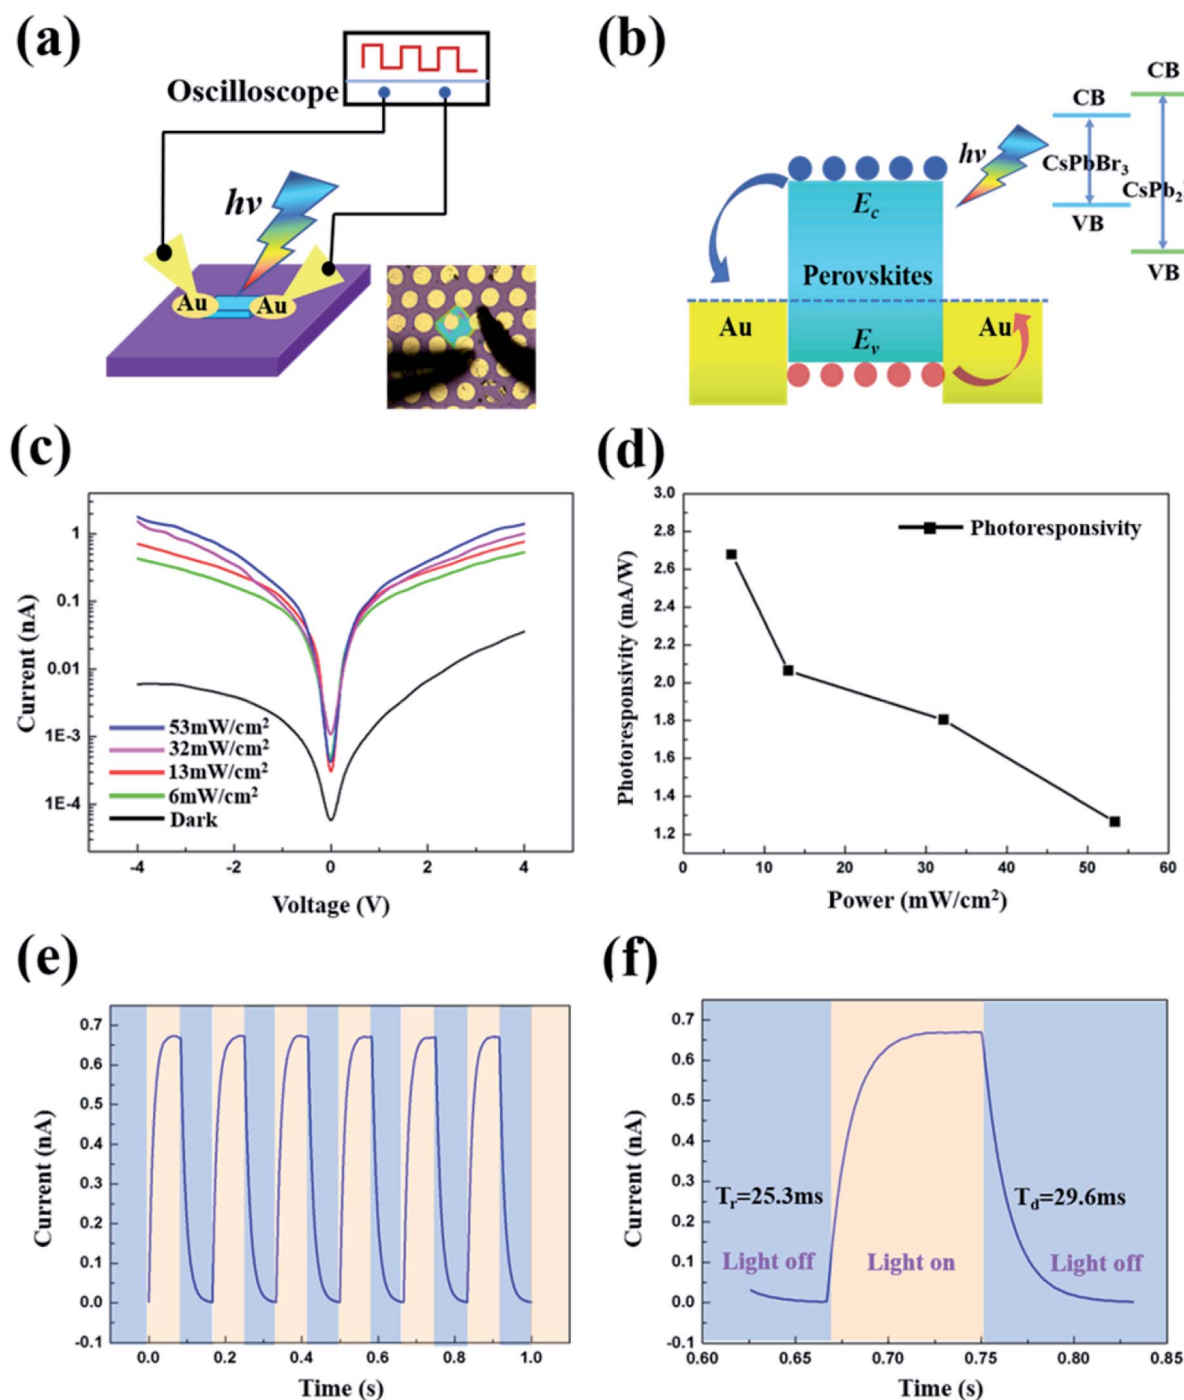 (a)
Oscilloscope
hν
Au
Au
(b)
hν
CB
CB
CsPbBr₃
CsPb₂
VB
VB
E_c
Perovskites
Au
E_v
Au
(c)
Current (nA)
1
0.1
0.01
1E-3
1E-4
53mW/cm²
32mW/cm²
13mW/cm²
6mW/cm²
Dark
-4
-2
0
2
4
Voltage (V)
(d)
Photoresponsivity (mA/W)
3.0
2.8
2.6
2.4
2.2
2.0
1.8
1.6
1.4
1.2
Photoresponsivity
0
10
20
30
40
50
60
Power (mW/cm²)
(e)
Current (nA)
0.7
0.6
0.5
0.4
0.3
0.2
0.1
0.0
-0.1
0.0
0.2
0.4
0.6
0.8
1.0
Time (s)
(f)
Current (nA)
0.7
0.6
0.5
0.4
0.3
0.2
0.1
0.0
-0.1
T_r=25.3ms
T_d=29.6ms
Light off
Light on
Light off
0.60
0.65
0.70
0.75
0.80
0.85
Time (s)